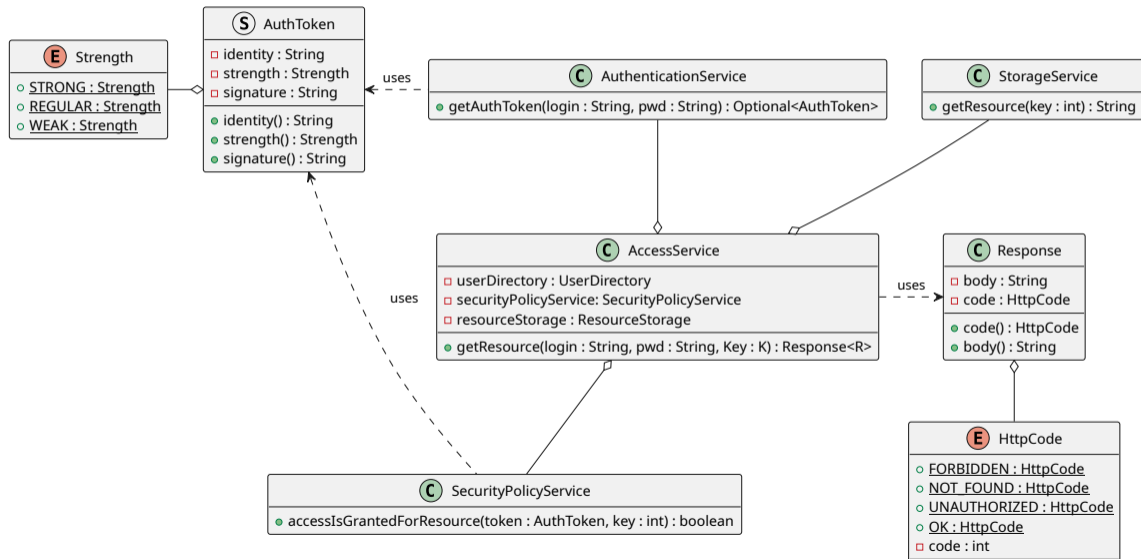 S AuthToken
identity : String
strength : Strength
signature : String
identity() : String
strength() : Strength
signature() : String
E Strength
STRONG : Strength
REGULAR : Strength
WEAK : Strength
uses
C AuthenticationService
getAuthToken(login : String, pwd : String) : Optional<AuthToken>
C StorageService
getResource(key : int) : String
C AccessService
userDirectory : UserDirectory
securityPolicyService: SecurityPolicyService
resourceStorage : ResourceStorage
getResource(login : String, pwd : String, Key : K) : Response<R>
uses
uses
C Response
body : String
code : HttpCode
code() : HttpCode
body() : String
E HttpCode
FORBIDDEN : HttpCode
NOT_FOUND : HttpCode
UNAUTHORIZED : HttpCode
OK : HttpCode
code : int
C SecurityPolicyService
accessIsGrantedForResource(token : AuthToken, key : int) : boolean